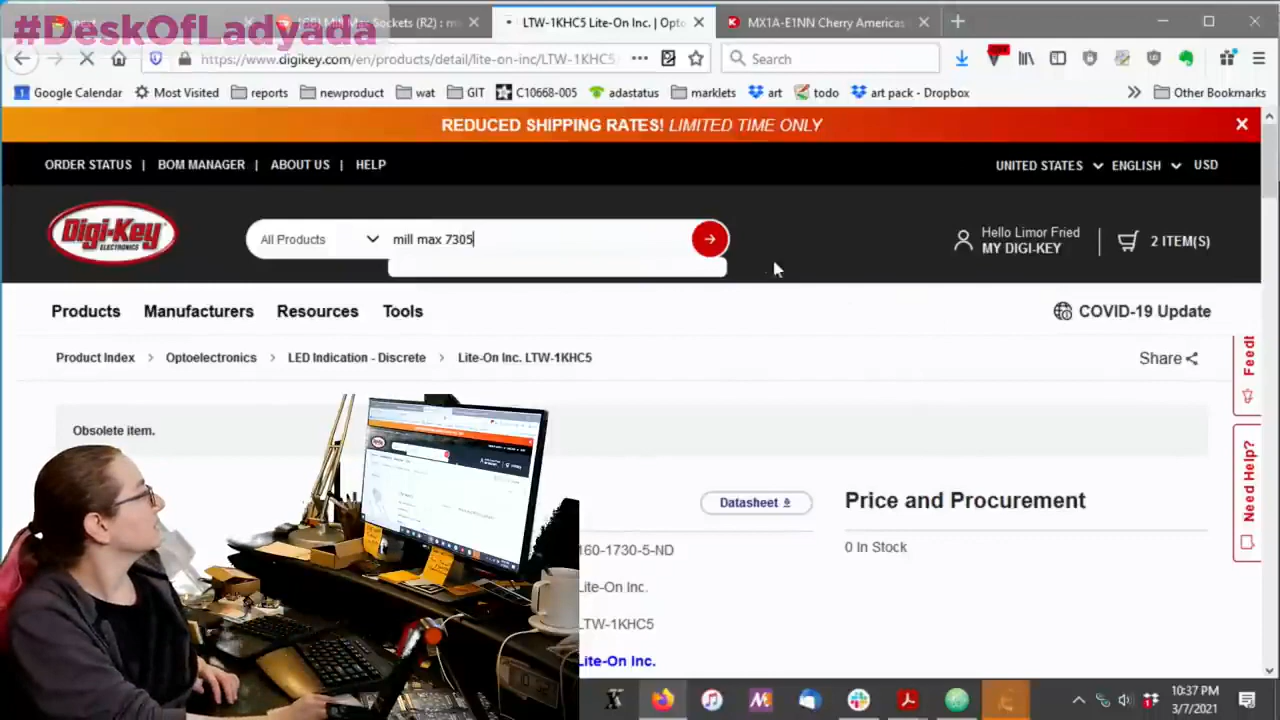 #DeskOfLadyada
Mill Max Sockets (R2) : m
LTW-1KHC5 Lite-On Inc. | Opto
MX1A-E1NN Cherry Americas
https://www.digikey.com/en/products/detail/lite-on-inc/LTW-1KHC5
Search
Google Calendar
Most Visited
reports
newproduct
wat
GIT
C10668-005
adastatus
marklets
art
todo
art pack - Dropbox
Other Bookmarks
REDUCED SHIPPING RATES! LIMITED TIME ONLY
ORDER STATUS | BOM MANAGER | ABOUT US | HELP
UNITED STATES ENGLISH USD
Digi-Key
ELECTRONICS
All Products
mill max 7305
Hello Limor Fried
MY DIGI-KEY
2 ITEM(S)
Products Manufacturers Resources Tools
COVID-19 Update
Product Index > Optoelectronics > LED Indication - Discrete > Lite-On Inc. LTW-1KHC5
Share
Feed!
Obsolete item.
Need Help?
Datasheet
Price and Procurement
160-1730-5-ND
0 In Stock
Lite-On Inc.
LTW-1KHC5
Lite-On Inc.
10:37 PM
3/7/2021